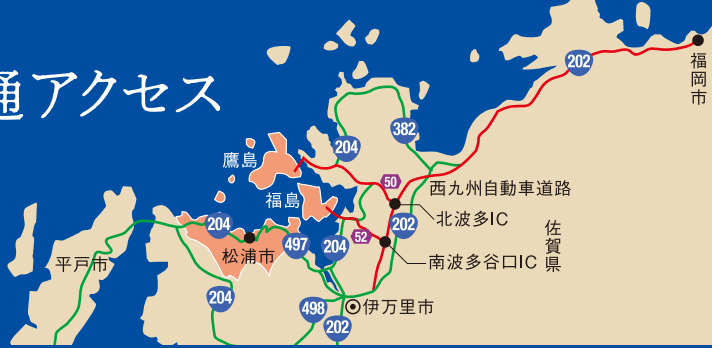 通アクセス
202
福岡市
382
204
鷹島
50
西九州自動車道路
福島
北波多IC
204
202
佐賀県
松浦市
497
204
52
平戸市
南波多谷口IC
204
498
伊万里市
202